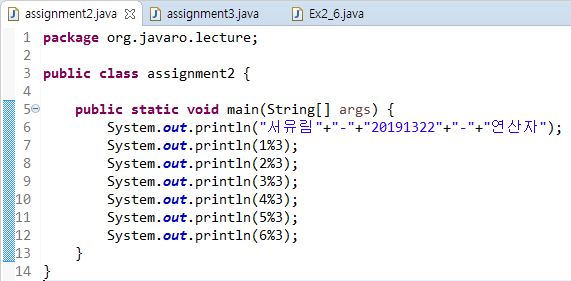 assignment2.java assignment3.java Ex2_6.java
1 package org.javaro.lecture;
2
3 public class assignment2 {
4
5 public static void main(String[] args) {
6 System.out.println("서유림"+"-"+"20191322"+"-"+"연산자");
7 System.out.println(1%3);
8 System.out.println(2%3);
9 System.out.println(3%3);
10 System.out.println(4%3);
11 System.out.println(5%3);
12 System.out.println(6%3);
13 }
14 }